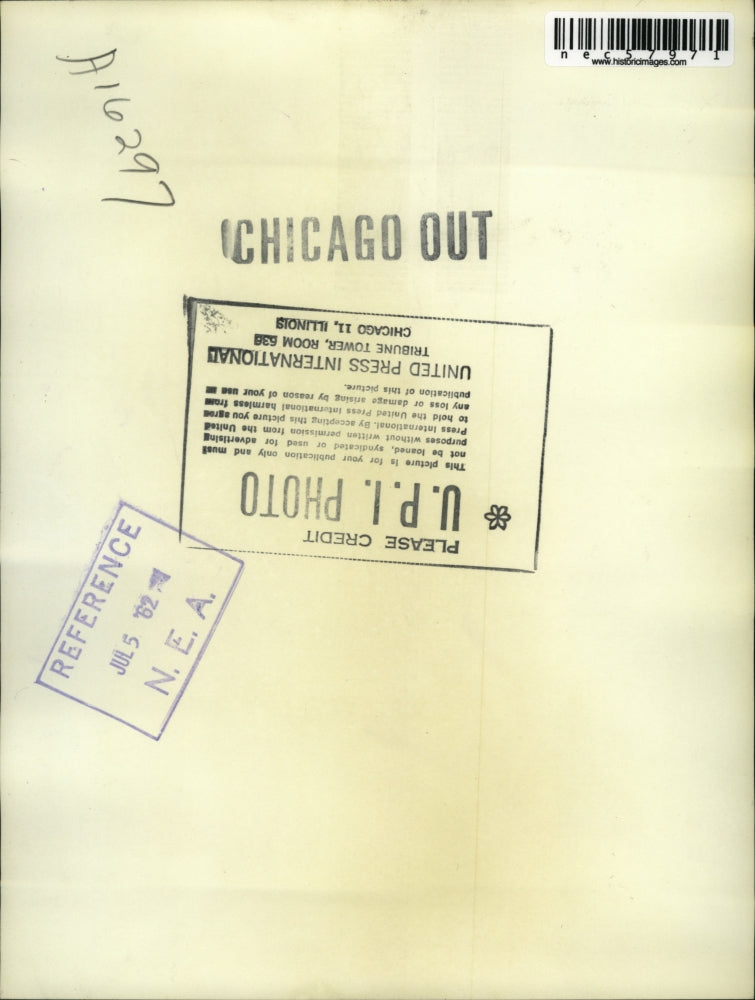 nec57971
www.historicimages.com
A16297
CHICAGO OUT
PLEASE CREDIT
U.P.I. PHOTO
This picture is for your publication only and must
not be loaned, syndicated or used for advertising
purposes without written permission from the United
Press International. By accepting this picture you agree
to hold the United Press International harmless from
any loss or damage arising by reason of your use
publication of this picture.
UNITED PRESS INTERNATIONAL
TRIBUNE TOWER, ROOM 636
CHICAGO 11, ILLINOIS
REFERENCE
JUL 5 '62
N. E. A.